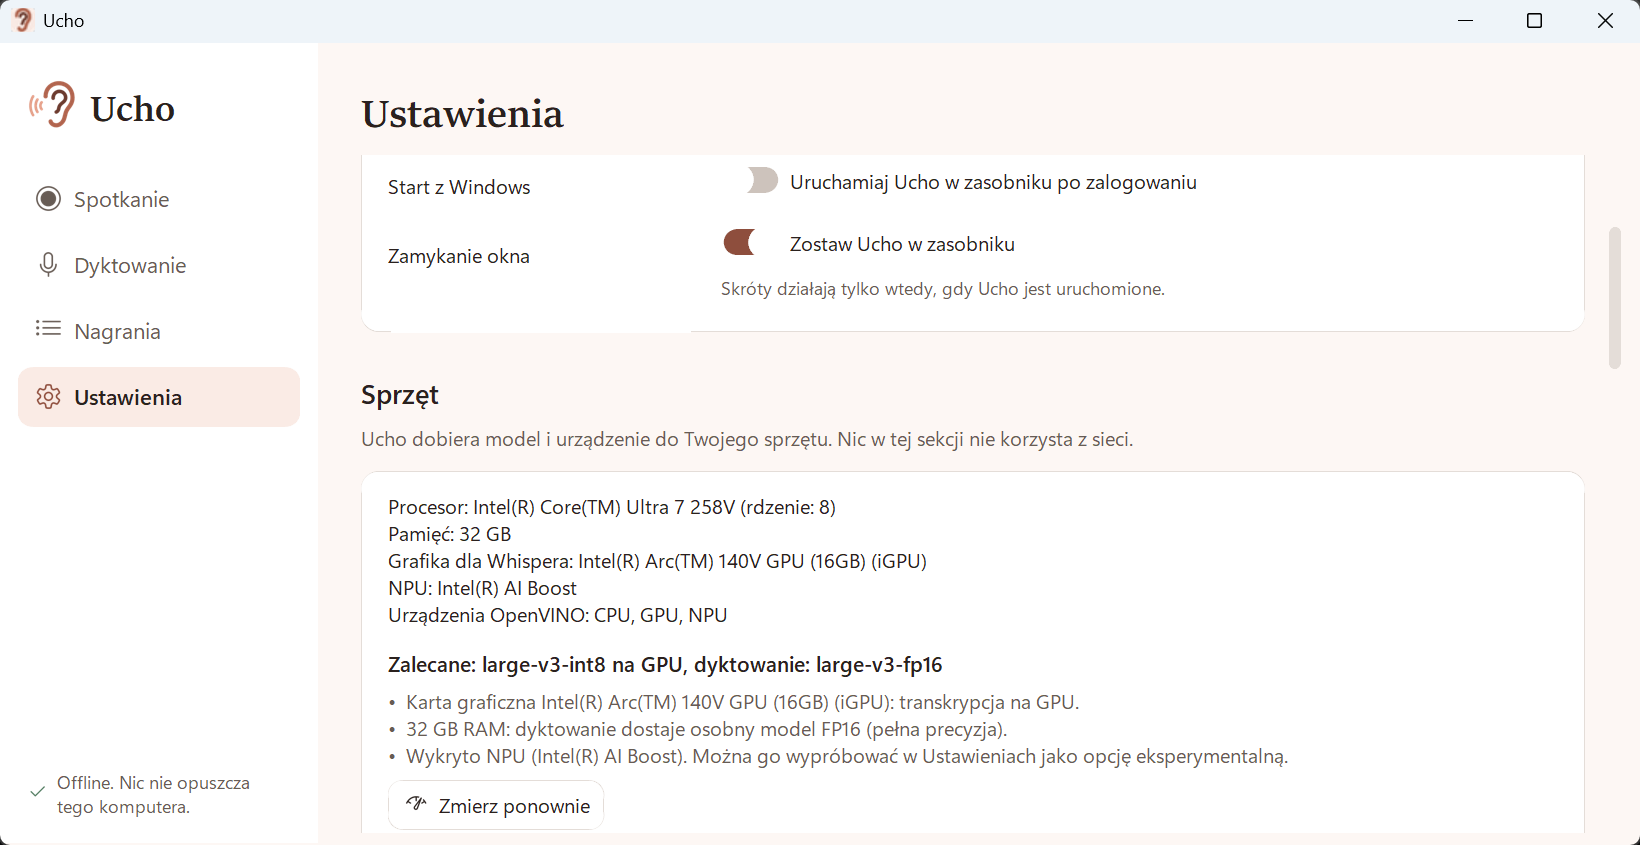 Ucho
Ucho
Spotkanie
Dyktowanie
Nagrania
Ustawienia
Offline. Nic nie opuszcza
tego komputera.
Ustawienia
Start z Windows
Uruchamiaj Ucho w zasobniku po zalogowaniu
Zamykanie okna
Zostaw Ucho w zasobniku
Skróty działają tylko wtedy, gdy Ucho jest uruchomione.
Sprzęt
Ucho dobiera model i urządzenie do Twojego sprzętu. Nic w tej sekcji nie korzysta z sieci.
Procesor: Intel(R) Core(TM) Ultra 7 258V (rdzenie: 8)
Pamięć: 32 GB
Grafika dla Whispera: Intel(R) Arc(TM) 140V GPU (16GB) (iGPU)
NPU: Intel(R) AI Boost
Urządzenia OpenVINO: CPU, GPU, NPU
Zalecane: large-v3-int8 na GPU, dyktowanie: large-v3-fp16
• Karta graficzna Intel(R) Arc(TM) 140V GPU (16GB) (iGPU): transkrypcja na GPU.
• 32 GB RAM: dyktowanie dostaje osobny model FP16 (pełna precyzja).
• Wykryto NPU (Intel(R) AI Boost). Można go wypróbować w Ustawieniach jako opcję eksperymentalną.
Zmierz ponownie